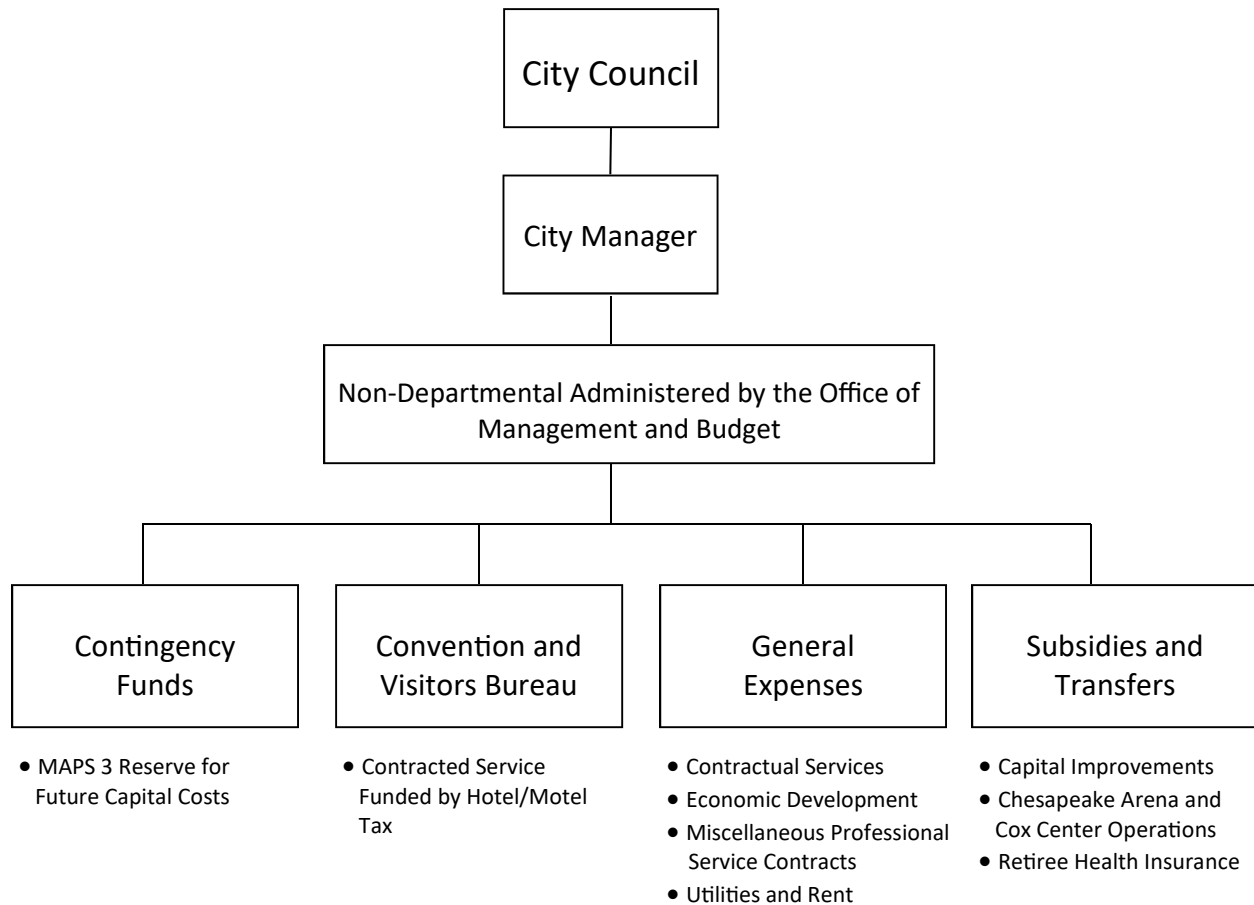 City Council
City Manager
Non-Departmental Administered by the Office of
Management and Budget
Contingency
Funds
• MAPS 3 Reserve for
Future Capital Costs
Convention and
Visitors Bureau
• Contracted Service
Funded by Hotel/Motel
Tax
General
Expenses
• Contractual Services
• Economic Development
• Miscellaneous Professional
Service Contracts
• Utilities and Rent
Subsidies and
Transfers
• Capital Improvements
• Chesapeake Arena and
Cox Center Operations
• Retiree Health Insurance